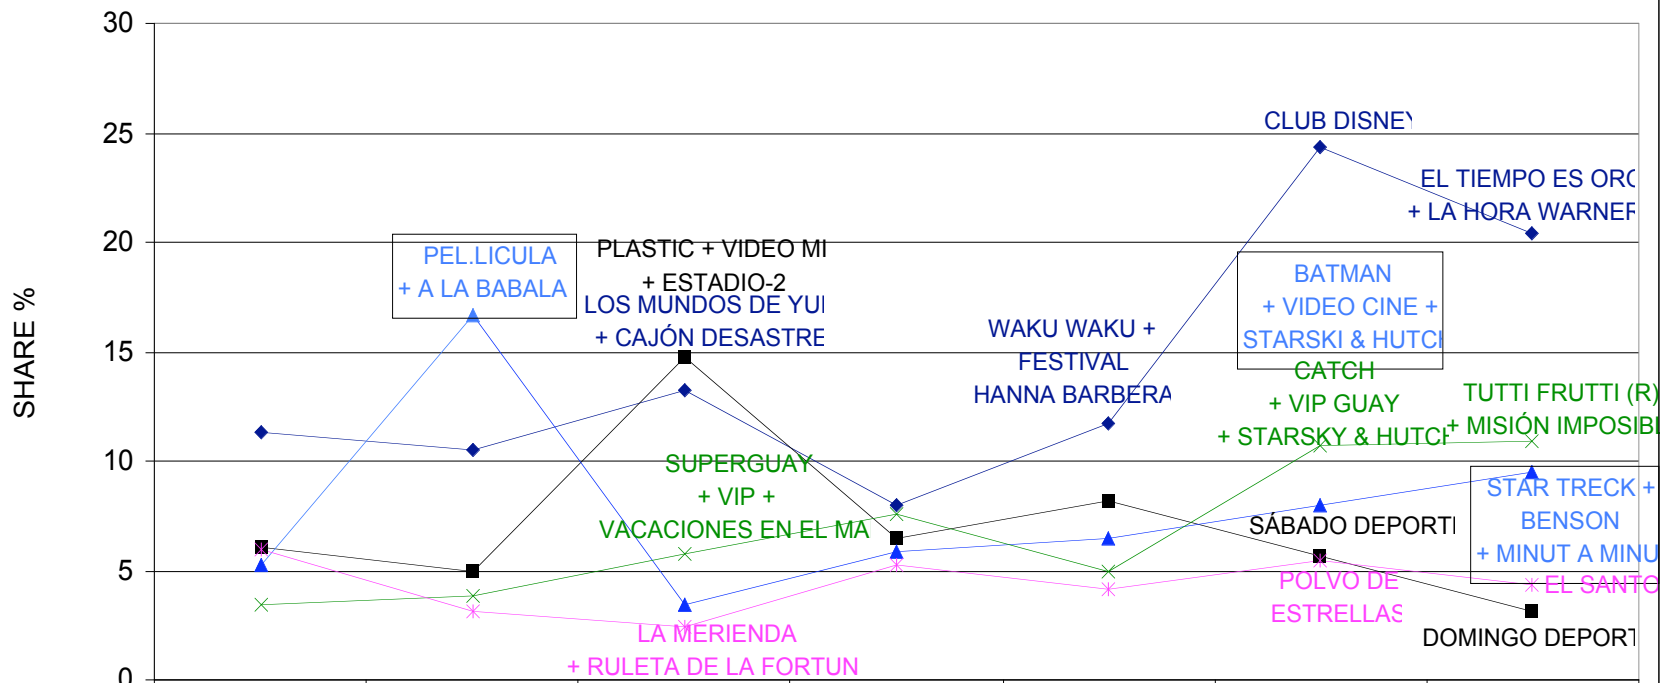 30
25
20
15
10
5
0
SHARE %
CLUB DISNEY
EL TIEMPO ES ORO
+ LA HORA WARNER
PEL.LICULA
+ A LA BABALA
PLASTIC + VIDEO MI
+ ESTADIO-2
LOS MUNDOS DE YUP
+ CAJÓN DESASTRE
WAKU WAKU +
FESTIVAL
HANNA BARBERA
BATMAN
+ VIDEO CINE +
STARSKI & HUTCH
CATCH
+ VIP GUAY
+ STARSKY & HUTCH
TUTTI FRUTTI (R)
+ MISIÓN IMPOSIBL
SUPERGUAY
+ VIP +
VACACIONES EN EL MA
STAR TRECK +
BENSON
+ MINUT A MINU
SÁBADO DEPORTE
POLVO DE
ESTRELLAS
EL SANTO
DOMINGO DEPORT
LA MERIENDA
+ RULETA DE LA FORTUN